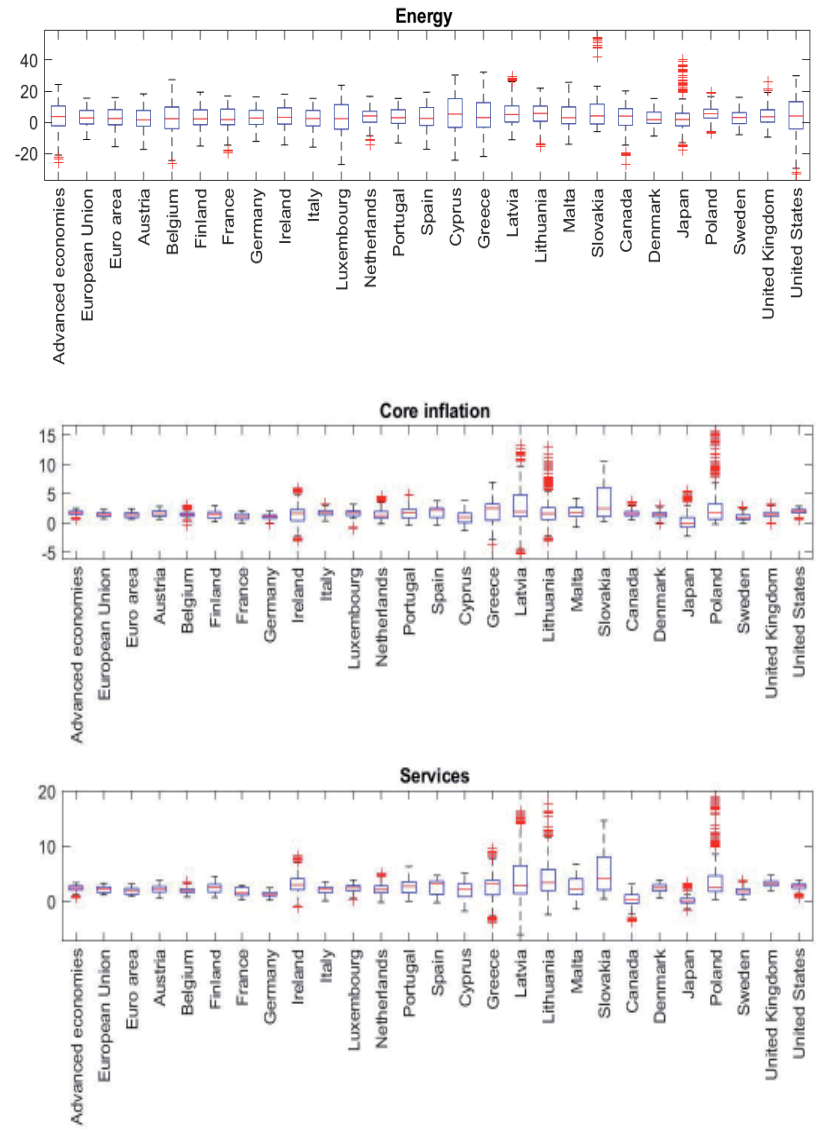 Energy
40
20
0
-20
Advanced economies
European Union
Euro area
Austria
Belgium
Finland
France
Germany
Ireland
Italy
Luxembourg
Netherlands
Portugal
Spain
Cyprus
Greece
Latvia
Lithuania
Malta
Slovakia
Canada
Denmark
Japan
Poland
Sweden
United Kingdom
United States
Core inflation
15
10
5
0
-5
Advanced economies
European Union
Euro area
Austria
Belgium
Finland
France
Germany
Ireland
Italy
Luxembourg
Netherlands
Portugal
Spain
Cyprus
Greece
Latvia
Lithuania
Malta
Slovakia
Canada
Denmark
Japan
Poland
Sweden
United Kingdom
United States
Services
20
10
0
Advanced economies
European Union
Euro area
Austria
Belgium
Finland
France
Germany
Ireland
Italy
Luxembourg
Netherlands
Portugal
Spain
Cyprus
Greece
Latvia
Lithuania
Malta
Slovakia
Canada
Denmark
Japan
Poland
Sweden
United Kingdom
United States